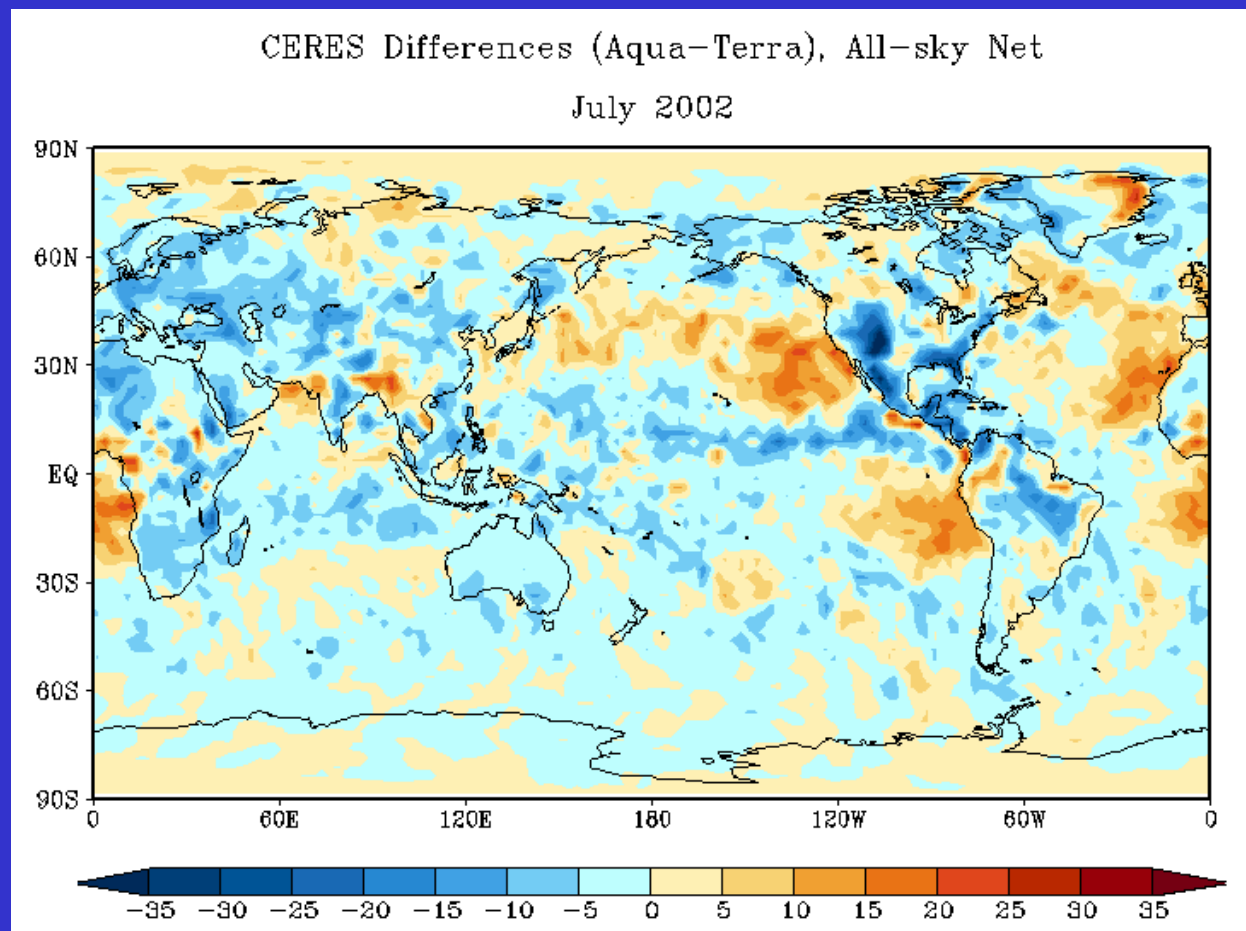 CERES Differences (Aqua-Terra), All-sky Net
July 2002
90N
60N
30N
EQ
30S
60S
90S
0 60E 120E 180 120W 60W 0
-35 -30 -25 -20 -15 -10 -5 0 5 10 15 20 25 30 35